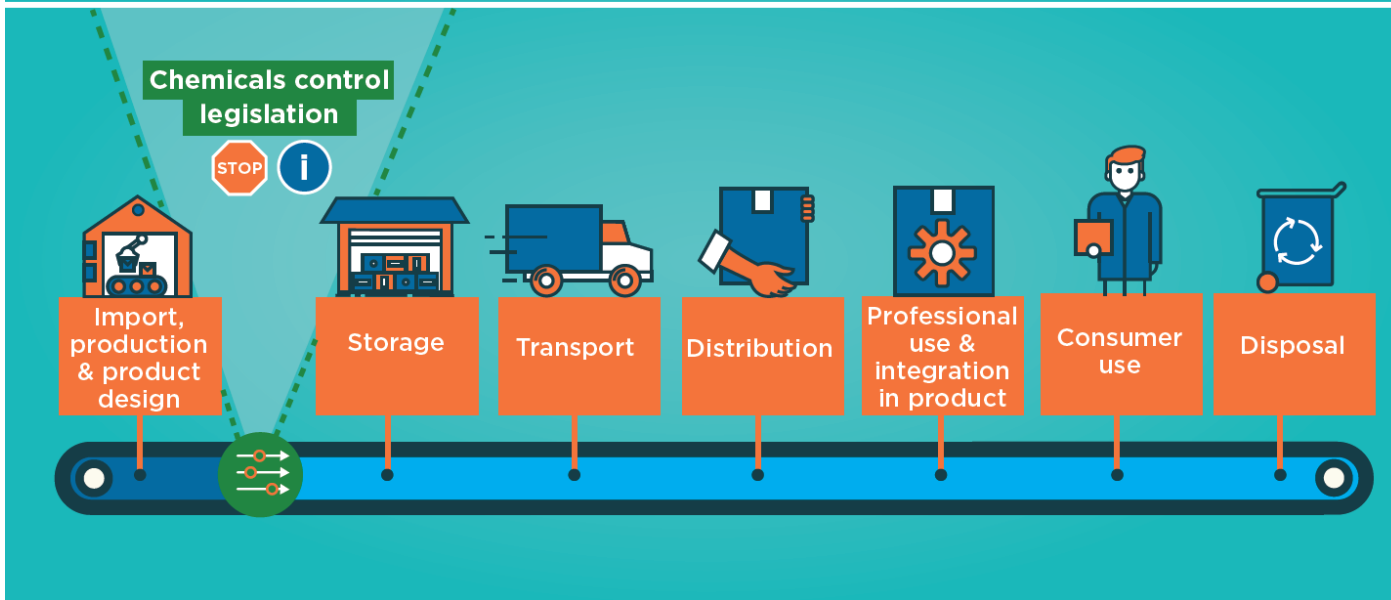 Chemicals control
legislation
STOP
i
Import,
production
& product
design
Storage
Transport
Distribution
Professional
use &
integration
in product
Consumer
use
Disposal